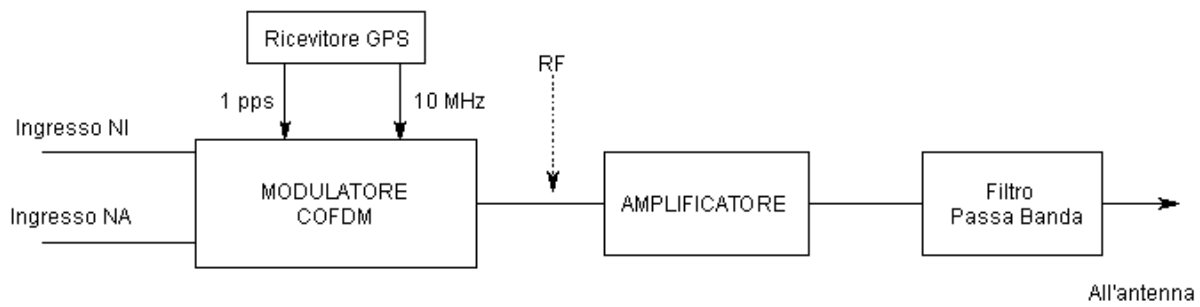 Ricevitore GPS
RF
1 pps
10 MHz
Ingresso NI
MODULATORE
COFDM
AMPLIFICATORE
Filtro
Passa Banda
Ingresso NA
All'antenna